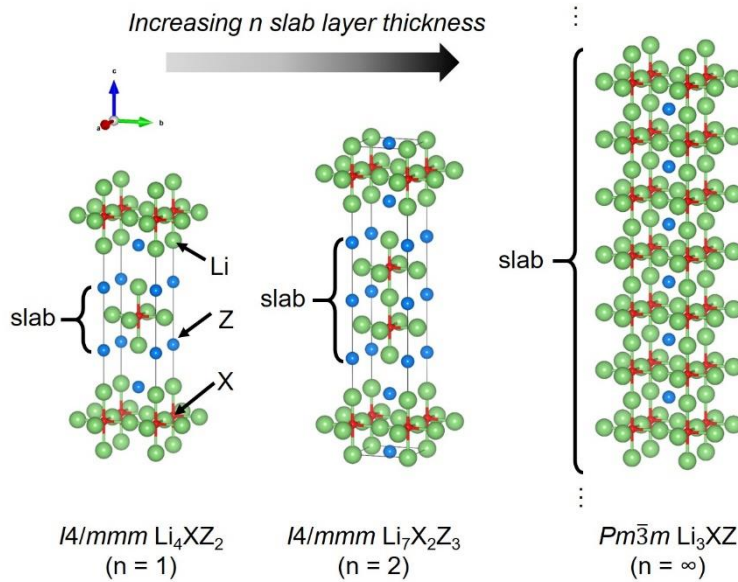 Increasing n slab layer thickness
c
a
b
slab
Li
Z
X
slab
slab
I4/mmm Li₄XZ₂
(n = 1)
I4/mmm Li₇X₂Z₃
(n = 2)
Pm3̅m Li₃XZ
(n = ∞)